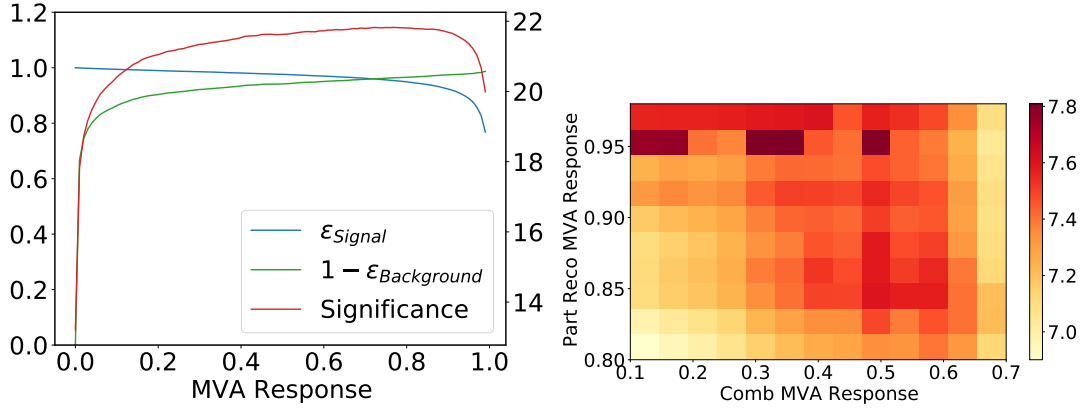 1.2
1.0
0.8
0.6
0.4
0.2
0.0
22
20
18
16
14
ε_Signal
1 − ε_Background
Significance
0.0 0.2 0.4 0.6 0.8 1.0
MVA Response
Part Reco MVA Response
0.95
0.90
0.85
0.80
0.1 0.2 0.3 0.4 0.5 0.6 0.7
Comb MVA Response
7.8
7.6
7.4
7.2
7.0